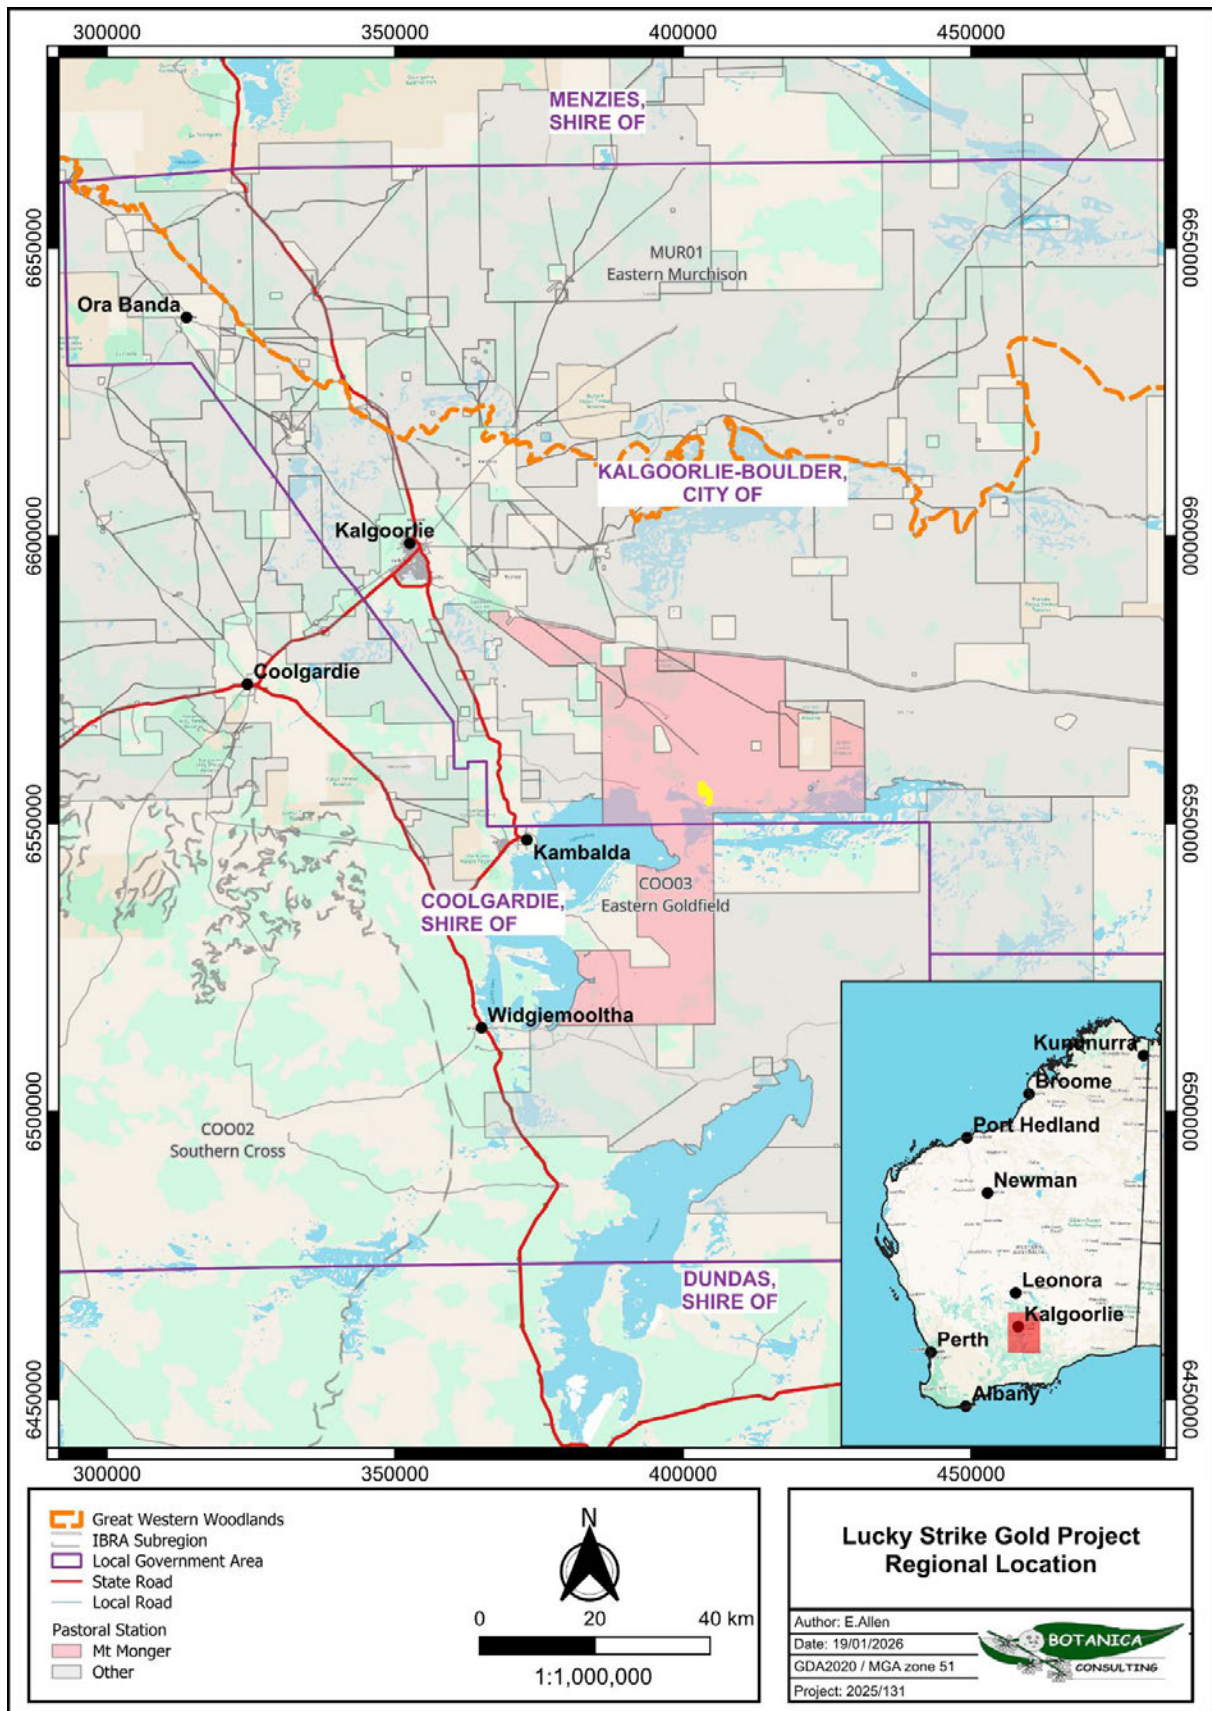 300000
350000
400000
450000
MENZIES,
SHIRE OF
6650000
6650000
MUR01
Eastern Murchison
Ora Banda
KALGOORLIE-BOULDER,
CITY OF
6600000
6600000
Kalgoorlie
Coolgardie
6550000
6550000
Kambalda
COO03
Eastern Goldfield
COOLGARDIE,
SHIRE OF
Widgiemooltha
6500000
6500000
COO02
Southern Cross
DUNDAS,
SHIRE OF
6450000
6450000
Kununurra
Broome
Port Hedland
Newman
Leonora
Kalgoorlie
Perth
Albany
300000
350000
400000
450000
Great Western Woodlands
IBRA Subregion
Local Government Area
State Road
Local Road
Pastoral Station
Mt Monger
Other
N
0 20 40 km
1:1,000,000
Lucky Strike Gold Project
Regional Location
Author: E.Allen
Date: 19/01/2026
GDA2020 / MGA zone 51
Project: 2025/131
BOTANICA
CONSULTING